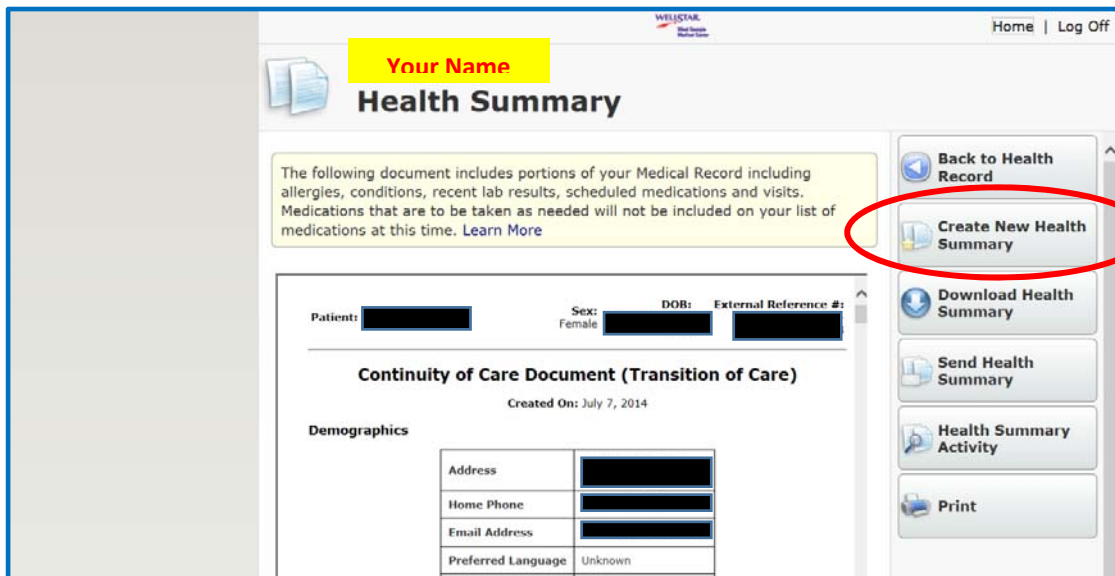 WELLSTAR
West Georgia
Medical Center
Home | Log Off
Your Name
Health Summary
The following document includes portions of your Medical Record including
allergies, conditions, recent lab results, scheduled medications and visits.
Medications that are to be taken as needed will not be included on your list of
medications at this time. Learn More
Back to Health
Record
Create New Health
Summary
Download Health
Summary
Send Health
Summary
Health Summary
Activity
Print
Patient:
Sex:
Female
DOB:
External Reference #:
Continuity of Care Document (Transition of Care)
Created On: July 7, 2014
Demographics
Address
Home Phone
Email Address
Preferred Language Unknown